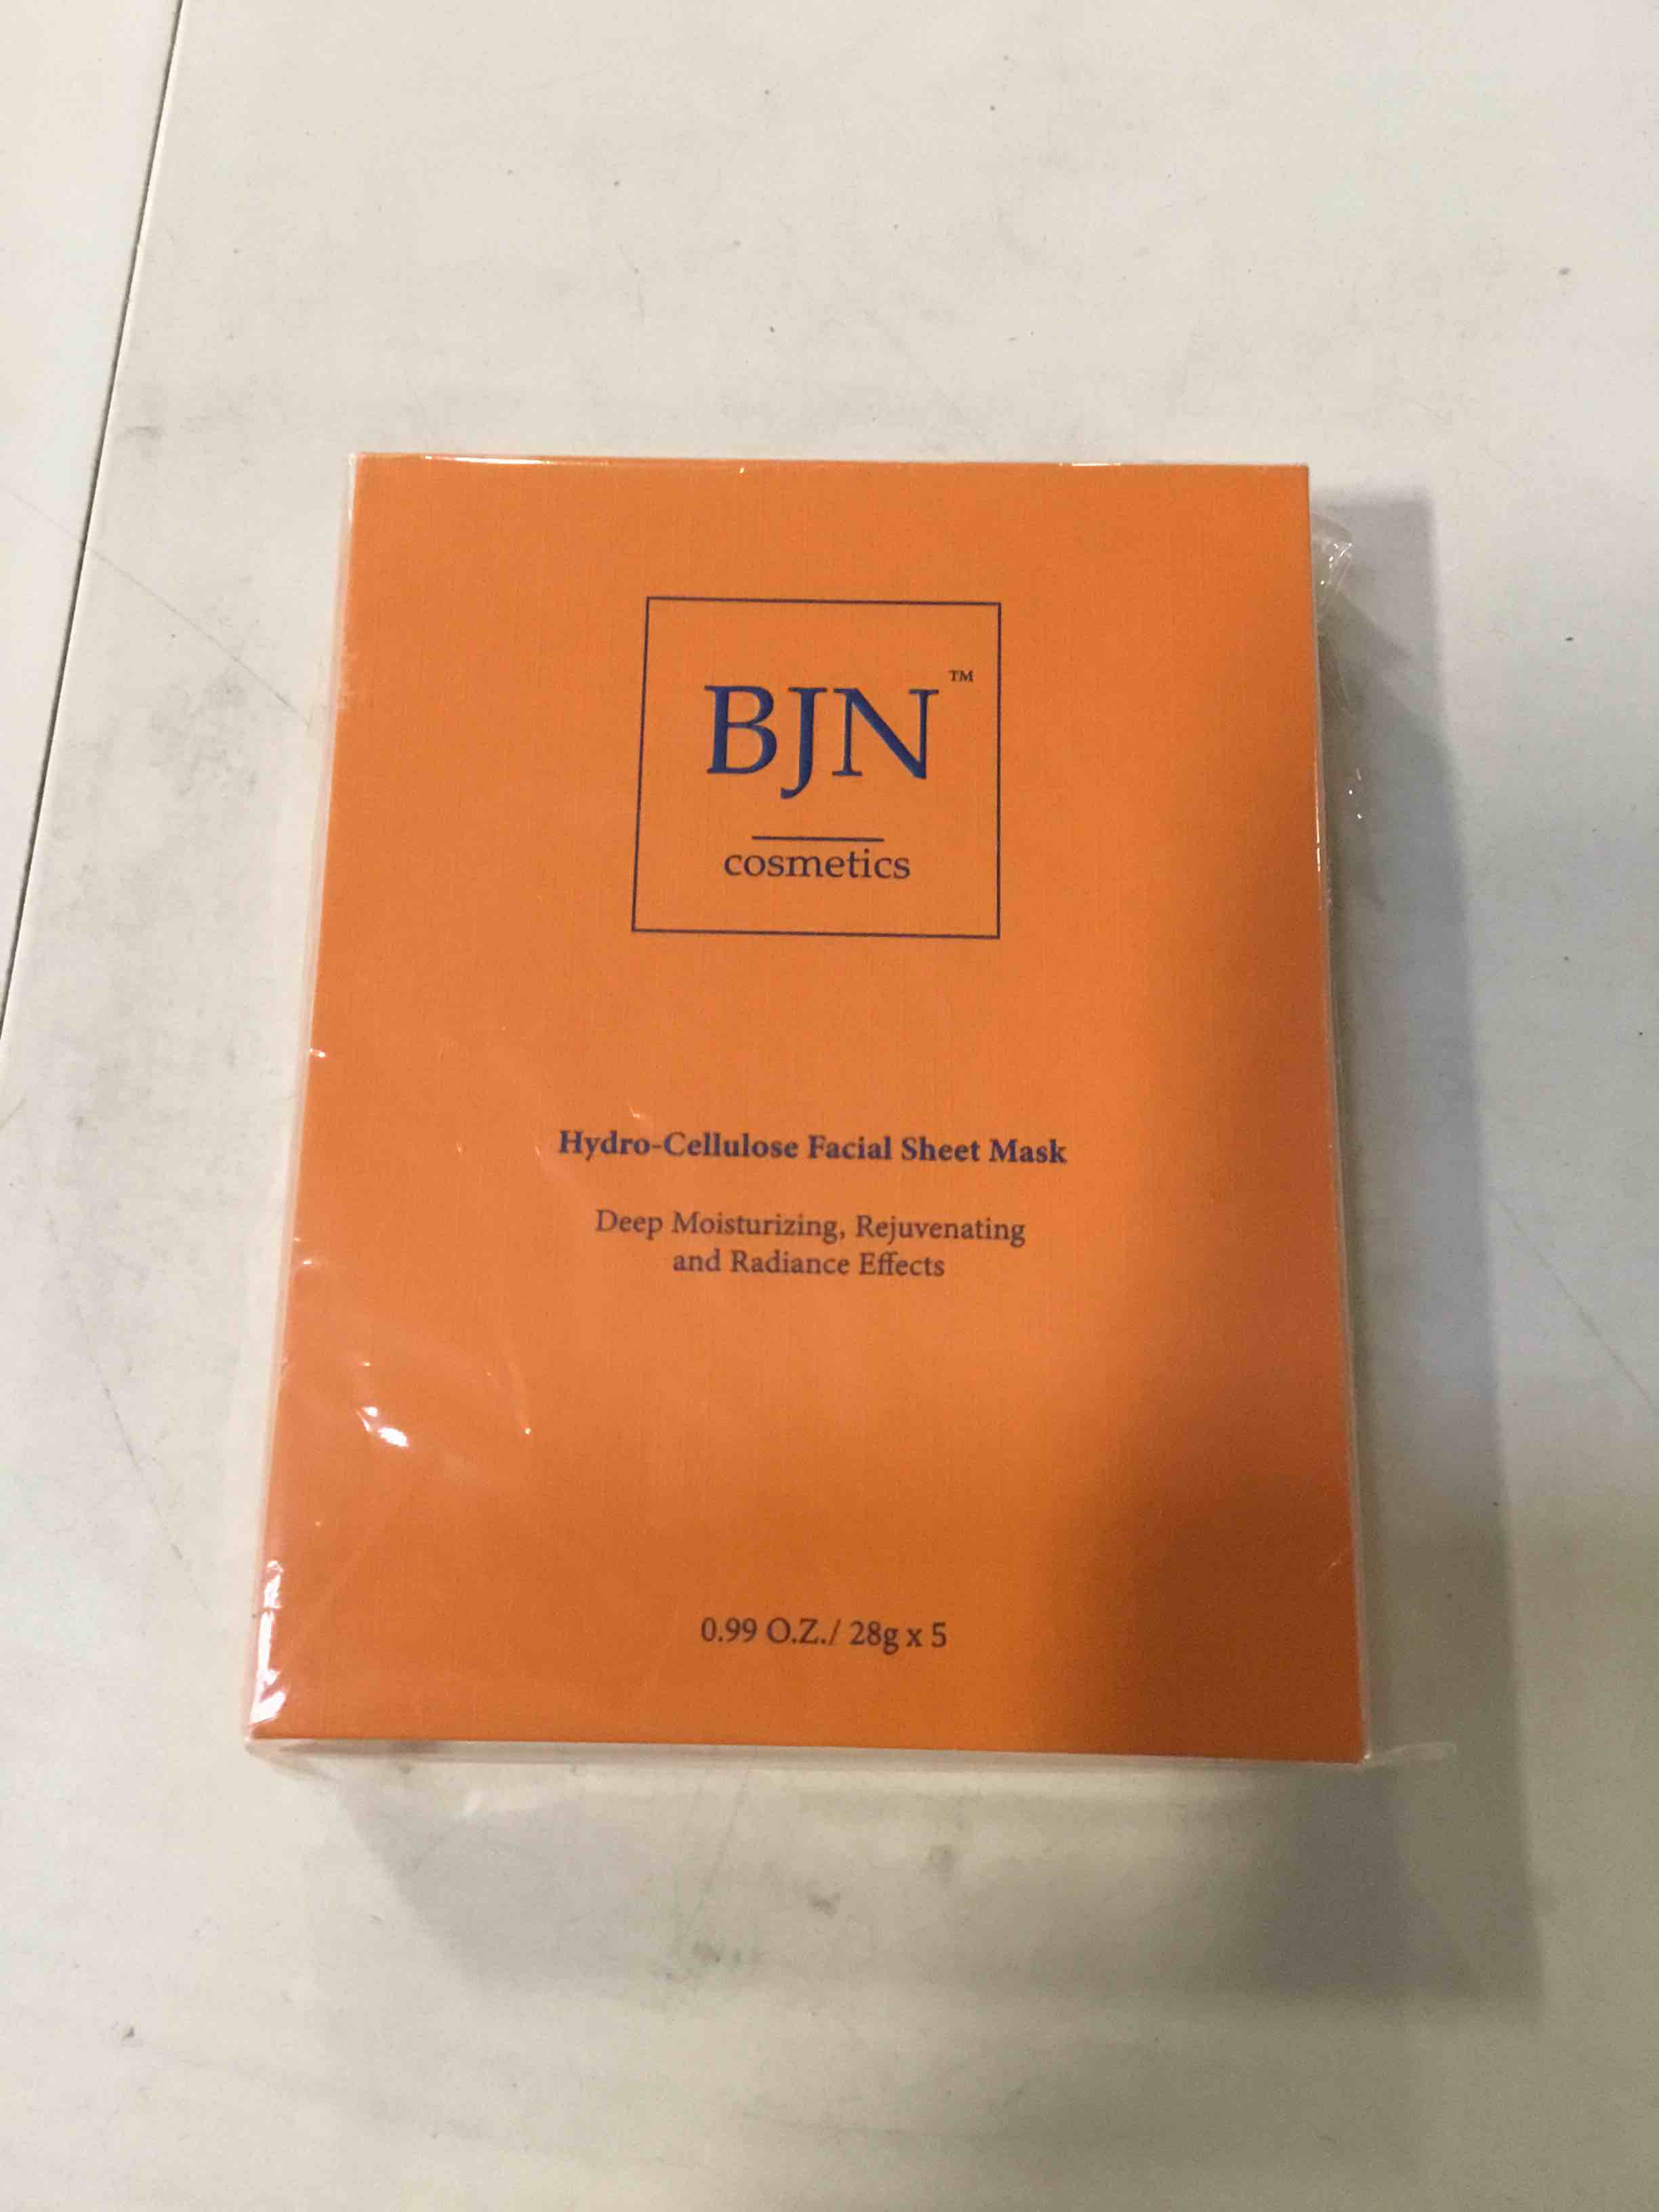 BJN™
cosmetics
Hydro-Cellulose Facial Sheet Mask
Deep Moisturizing, Rejuvenating
and Radiance Effects
0.99 O.Z./ 28g x 5